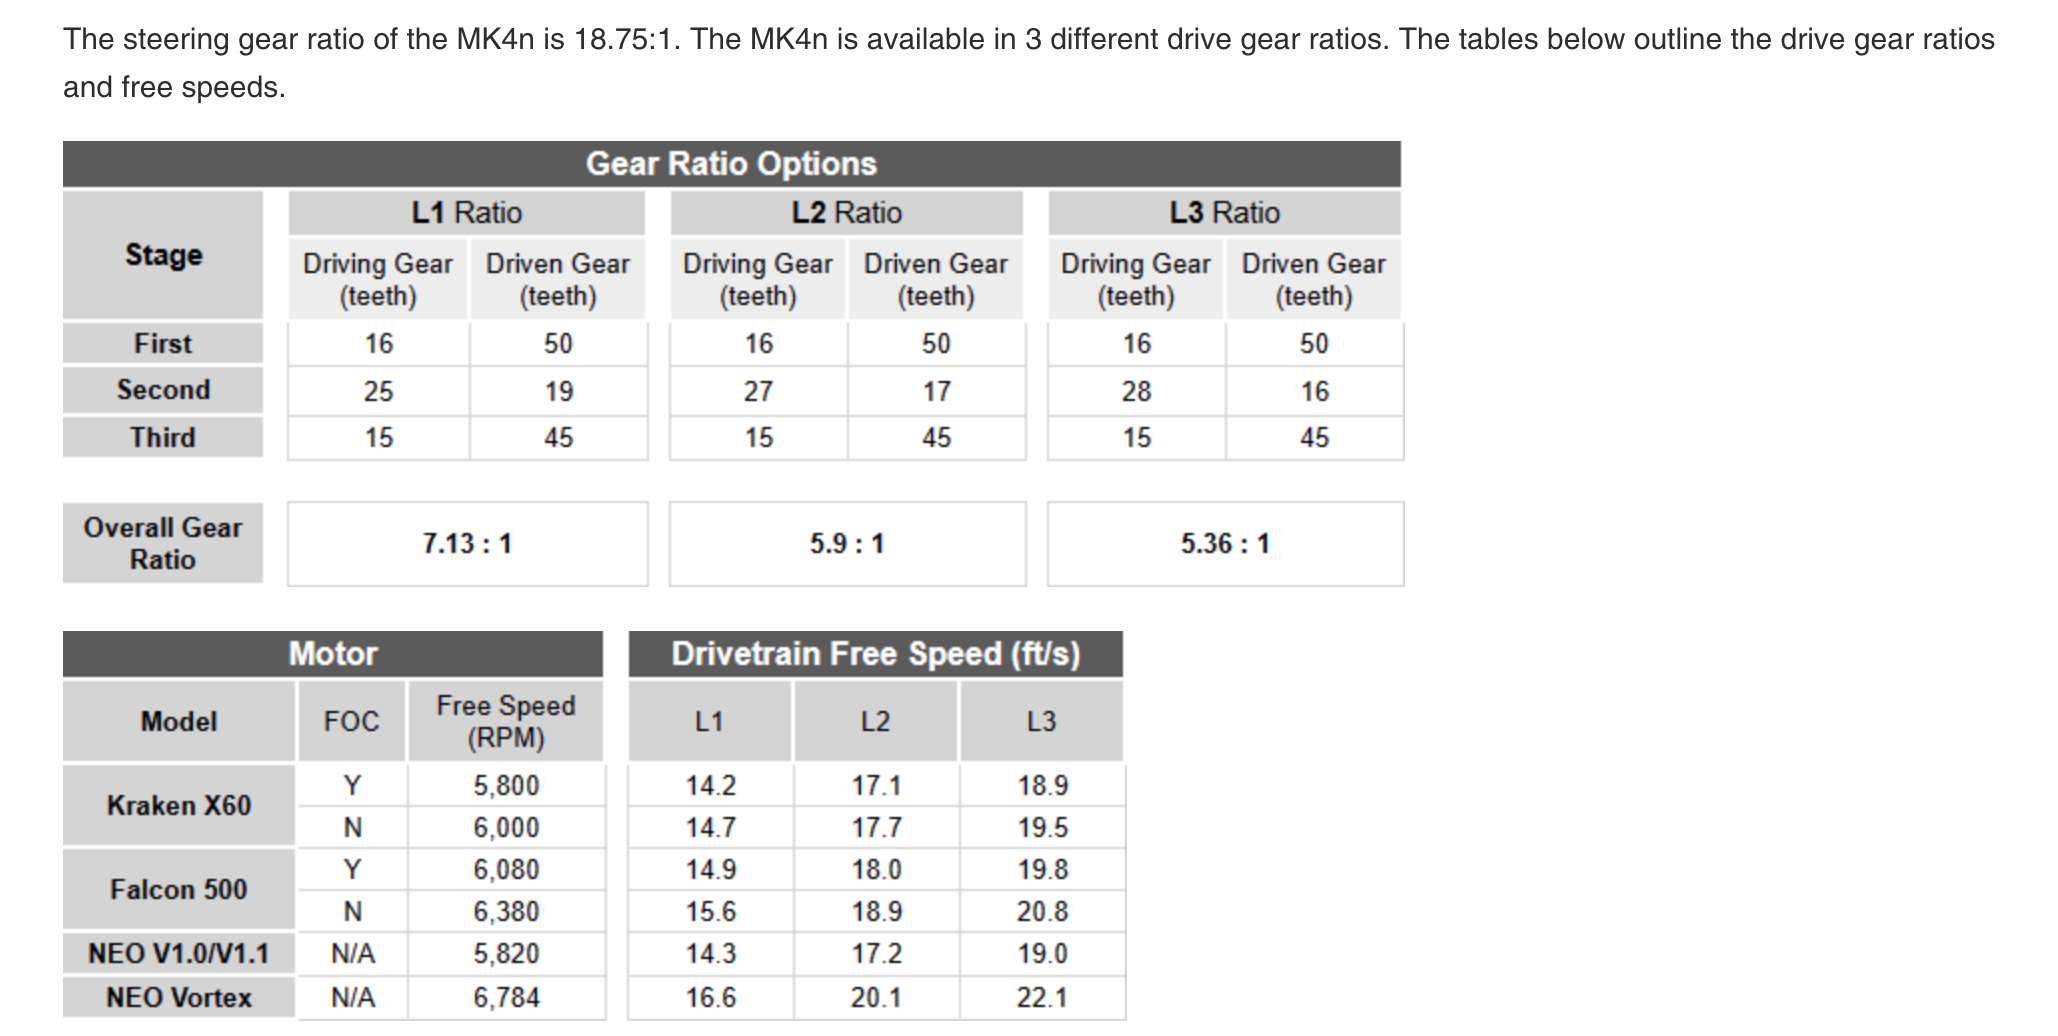 The steering gear ratio of the MK4n is 18.75:1. The MK4n is available in 3 different drive gear ratios. The tables below outline the drive gear ratios
and free speeds.
Gear Ratio Options
Stage L1 Ratio L2 Ratio L3 Ratio
Driving Gear (teeth) Driven Gear (teeth) Driving Gear (teeth) Driven Gear (teeth) Driving Gear (teeth) Driven Gear (teeth)
First 16 50 16 50 16 50
Second 25 19 27 17 28 16
Third 15 45 15 45 15 45
Overall Gear Ratio 7.13 : 1 5.9 : 1 5.36 : 1
Motor Drivetrain Free Speed (ft/s)
Model FOC Free Speed (RPM) L1 L2 L3
Kraken X60 Y 5,800 14.2 17.1 18.9
N 6,000 14.7 17.7 19.5
Falcon 500 Y 6,080 14.9 18.0 19.8
N 6,380 15.6 18.9 20.8
NEO V1.0/V1.1 N/A 5,820 14.3 17.2 19.0
NEO Vortex N/A 6,784 16.6 20.1 22.1